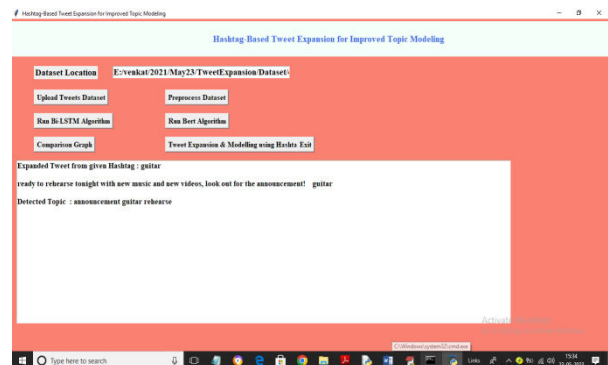 Hashtag-Based Tweet Expansion for Improved Topic Modeling
Hashtag-Based Tweet Expansion for Improved Topic Modeling
Dataset Location E:/venkat/2021/May23/TweetExpansion/Dataset/
Upload Tweets Dataset Preprocess Dataset
Run Bi-LSTM Algorithm Run Bert Algorithm
Comparison Graph Tweet Expansion & Modelling using Hashta Exit
Expanded Tweet from given Hashtag : guitar
ready to rehearse tonight with new music and new videos, look out for the announcement! guitar
Detected Topic : announcement guitar rehearse
Activate
C:\Windows\system32\cmd.exe
Type here to search Links 15:34